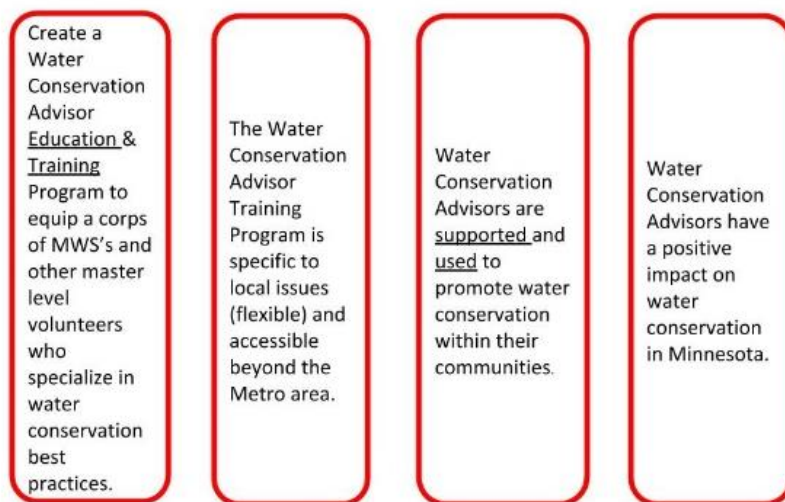 Create a
Water
Conservation
Advisor
Education &
Training
Program to
equip a corps
of MWS's and
other master
level
volunteers
who
specialize in
water
conservation
best
practices.
The Water
Conservation
Advisor
Training
Program is
specific to
local issues
(flexible) and
accessible
beyond the
Metro area.
Water
Conservation
Advisors are
supported and
used to
promote water
conservation
within their
communities.
Water
Conservation
Advisors have
a positive
impact on
water
conservation
in Minnesota.